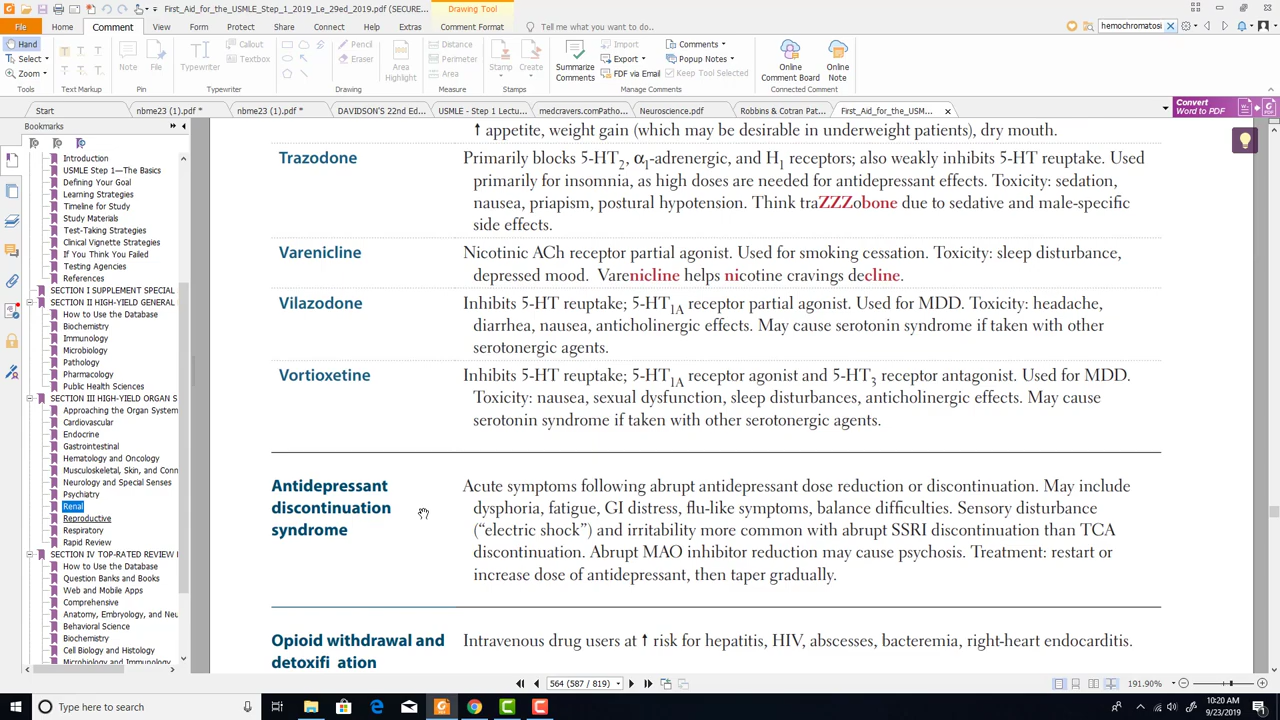 First_Aid_for_the_USMLE_Step_1_2019_Le_29ed_2019.pdf (SECURE...
Drawing Tool
File Home Comment View Form Protect Share Connect Help Extras Comment Format Tell me what you want to do... hemochromatosi
Hand
Select
Zoom
Tools
Text Markup
Note
File
Pin
Typewriter
Callout
Textbox
Typewriter
Pencil
Eraser
Drawing
Area
Highlight
Distance
Perimeter
Area
Measure
Stamp
Create
Stamps
Summarize
Comments
Import
Export
FDF via Email
Comments
Popup Notes
Keep Tool Selected
Manage Comments
Online
Comment Board
Online
Note
Connected Comment
Start nbme23 (1).pdf * nbme23 (1).pdf * DAVIDSON'S 22nd Ed... USMLE - Step 1 Lectu... medcravers.comPatho... Neuroscience.pdf Robbins & Cotran Pat... First_Aid_for_the_USM...
Convert
Word to PDF
Bookmarks
Introduction
USMLE Step 1—The Basics
Defining Your Goal
Learning Strategies
Timeline for Study
Study Materials
Test-Taking Strategies
Clinical Vignette Strategies
If You Think You Failed
Testing Agencies
References
SECTION I SUPPLEMENT SPECIAL
SECTION II HIGH-YIELD GENERAL
How to Use the Database
Biochemistry
Immunology
Microbiology
Pathology
Pharmacology
Public Health Sciences
SECTION III HIGH-YIELD ORGAN S
Approaching the Organ System
Cardiovascular
Endocrine
Gastrointestinal
Hematology and Oncology
Musculoskeletal, Skin, and Conn
Neurology and Special Senses
Psychiatry
Renal
Reproductive
Respiratory
Rapid Review
SECTION IV TOP-RATED REVIEW
How to Use the Database
Question Banks and Books
Web and Mobile Apps
Comprehensive
Anatomy, Embryology, and Neu
Behavioral Science
Biochemistry
Cell Biology and Histology
Microbiology and Immunology
↑ appetite, weight gain (which may be desirable in underweight patients), dry mouth.
Trazodone Primarily blocks 5-HT2, α1-adrenergic, and H1 receptors; also weakly inhibits 5-HT reuptake. Used
primarily for insomnia, as high doses are needed for antidepressant effects. Toxicity: sedation,
nausea, priapism, postural hypotension. Think traZZZobone due to sedative and male-specific
side effects.
Varenicline Nicotinic ACh receptor partial agonist. Used for smoking cessation. Toxicity: sleep disturbance,
depressed mood. Varenicline helps nicotine cravings decline.
Vilazodone Inhibits 5-HT reuptake; 5-HT1A receptor partial agonist. Used for MDD. Toxicity: headache,
diarrhea, nausea, anticholinergic effects. May cause serotonin syndrome if taken with other
serotonergic agents.
Vortioxetine Inhibits 5-HT reuptake; 5-HT1A receptor agonist and 5-HT3 receptor antagonist. Used for MDD.
Toxicity: nausea, sexual dysfunction, sleep disturbances, anticholinergic effects. May cause
serotonin syndrome if taken with other serotonergic agents.
Antidepressant
discontinuation
syndrome
Acute symptoms following abrupt antidepressant dose reduction or discontinuation. May include
dysphoria, fatigue, GI distress, flu-like symptoms, balance difficulties. Sensory disturbance
(“electric shock”) and irritability more common with abrupt SSRI discontinuation than TCA
discontinuation. Abrupt MAO inhibitor reduction may cause psychosis. Treatment: restart or
increase dose of antidepressant, then taper gradually.
Opioid withdrawal and
detoxifi ation
Intravenous drug users at ↑ risk for hepatitis, HIV, abscesses, bacteremia, right-heart endocarditis.
564 (587 / 819)
191.90%
Type here to search
10:20 AM
9/23/2019